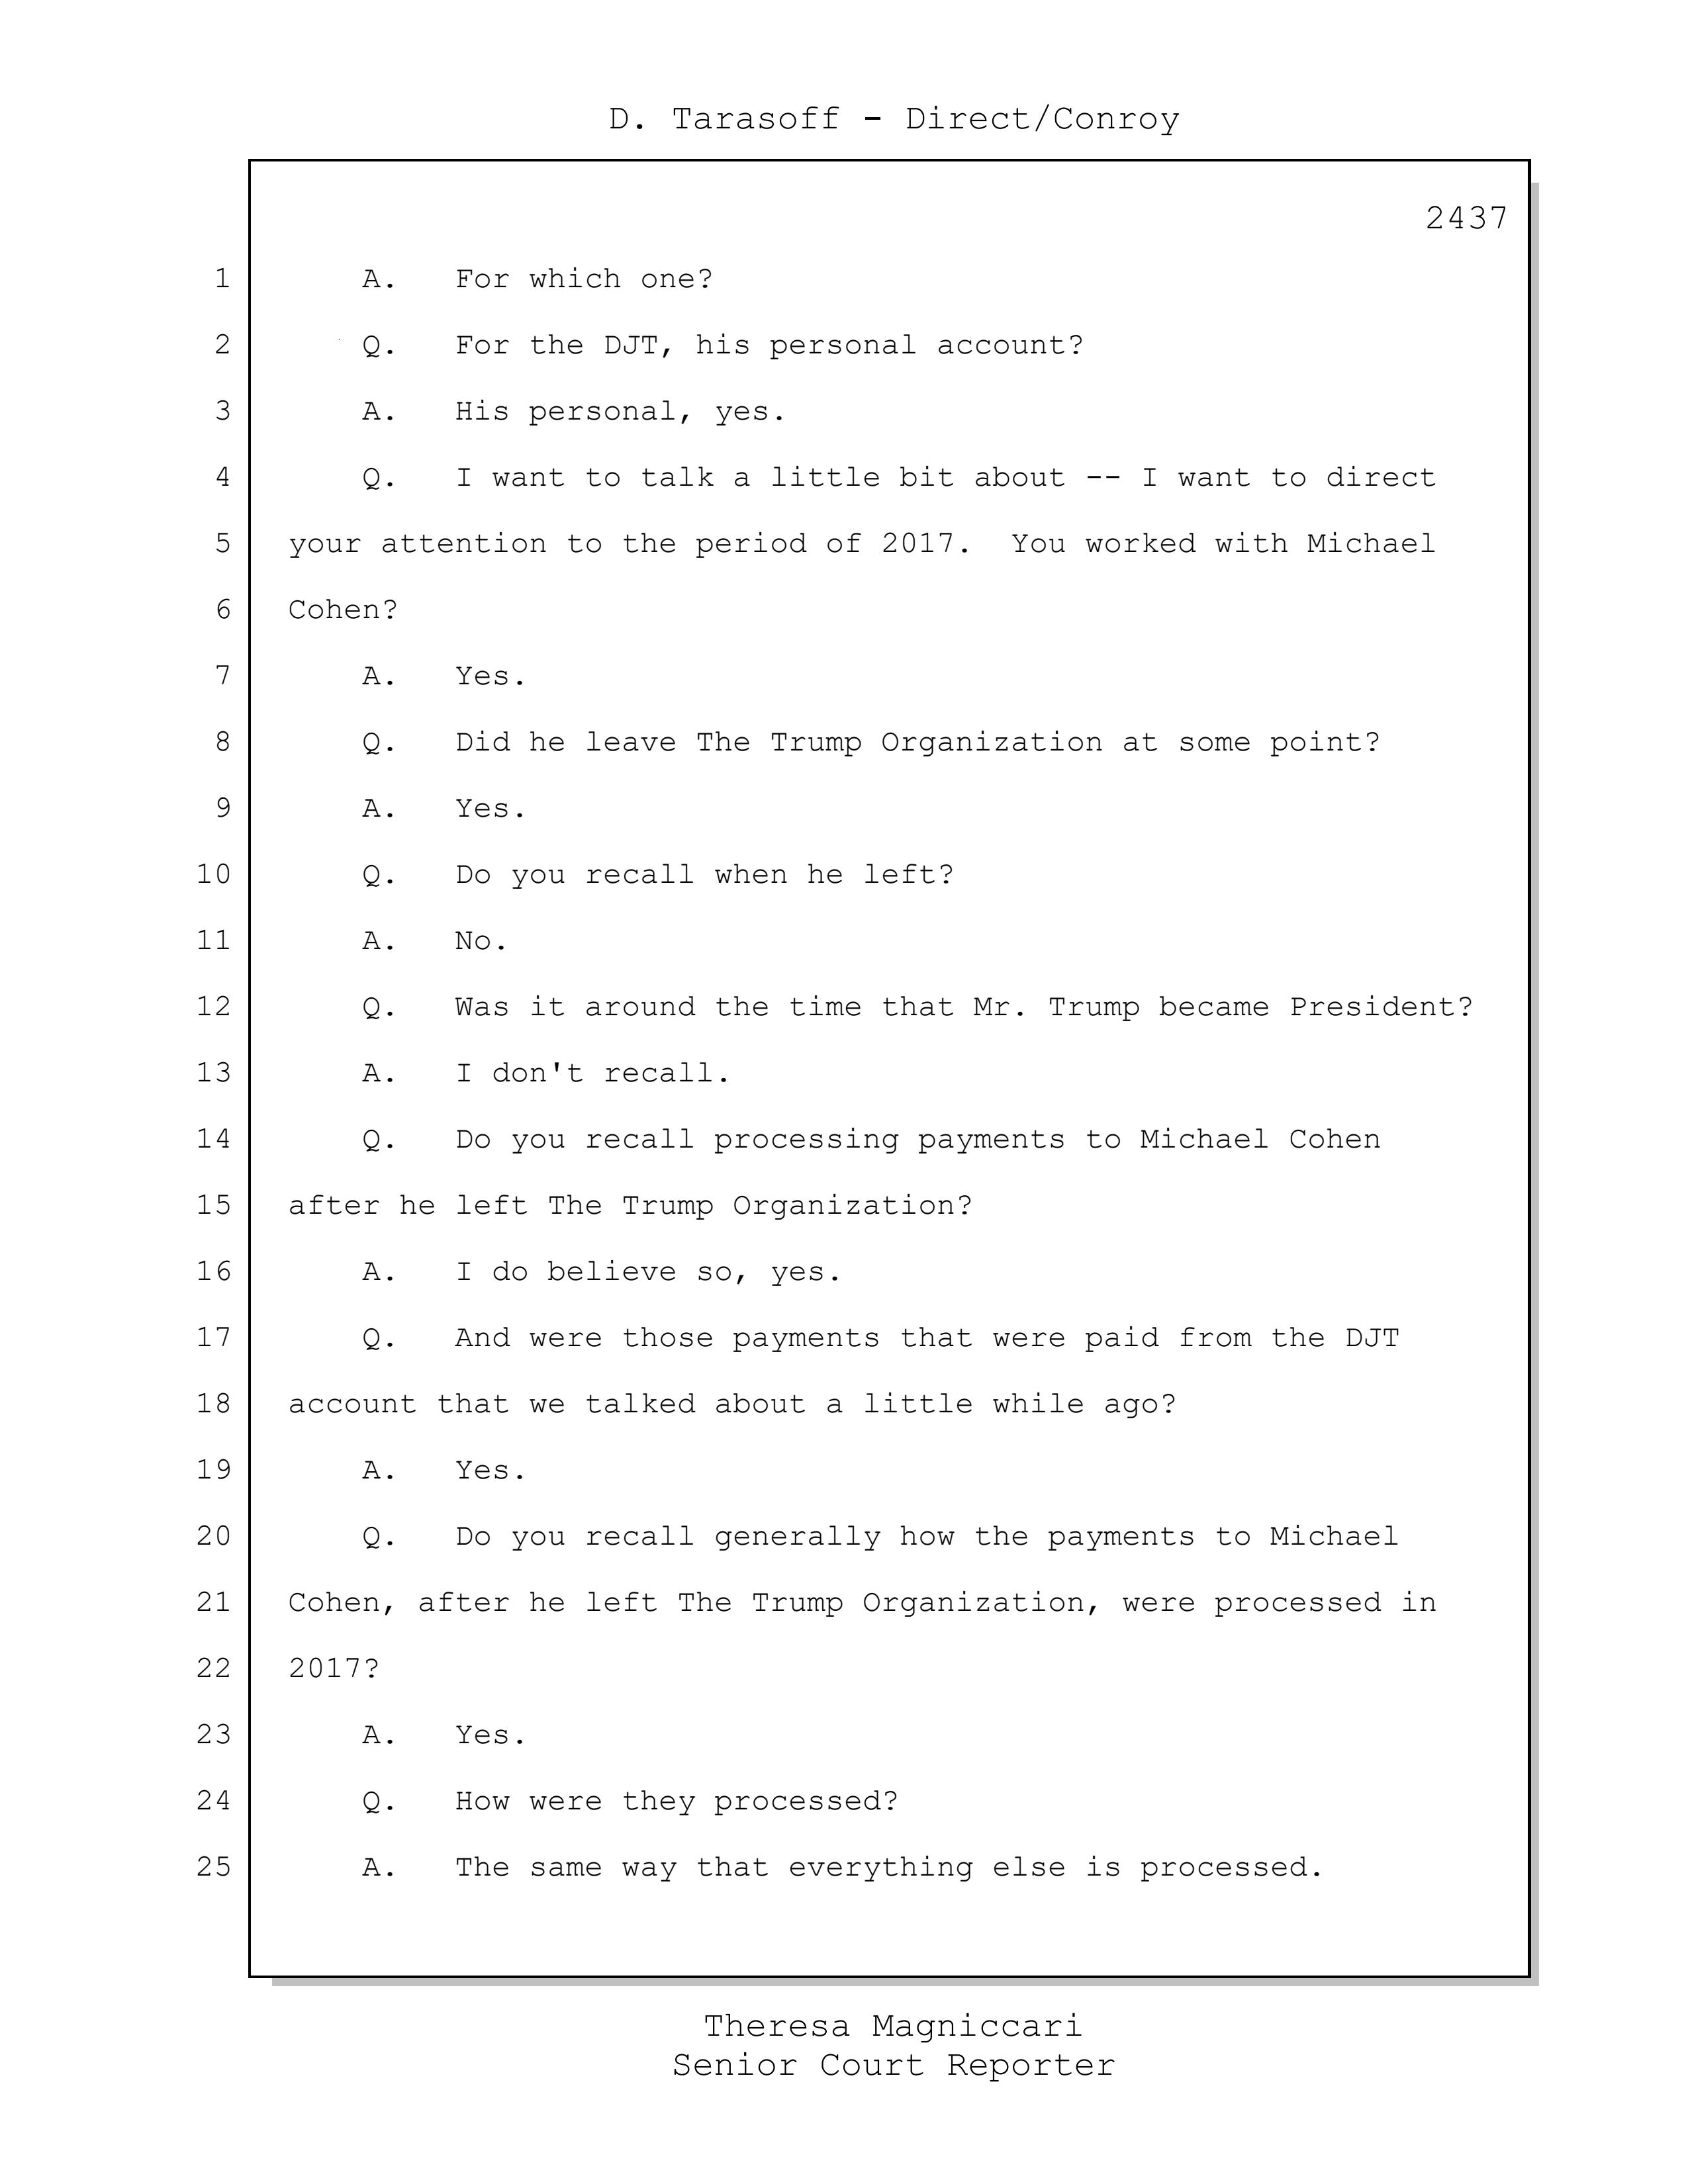 D. Tarasoff - Direct/Conroy
2437
1 A. For which one?
2 Q. For the DJT, his personal account?
3 A. His personal, yes.
4 Q. I want to talk a little bit about -- I want to direct
5 your attention to the period of 2017. You worked with Michael
6 Cohen?
7 A. Yes.
8 Q. Did he leave The Trump Organization at some point?
9 A. Yes.
10 Q. Do you recall when he left?
11 A. No.
12 Q. Was it around the time that Mr. Trump became President?
13 A. I don't recall.
14 Q. Do you recall processing payments to Michael Cohen
15 after he left The Trump Organization?
16 A. I do believe so, yes.
17 Q. And were those payments that were paid from the DJT
18 account that we talked about a little while ago?
19 A. Yes.
20 Q. Do you recall generally how the payments to Michael
21 Cohen, after he left The Trump Organization, were processed in
22 2017?
23 A. Yes.
24 Q. How were they processed?
25 A. The same way that everything else is processed.
Theresa Magniccari
Senior Court Reporter